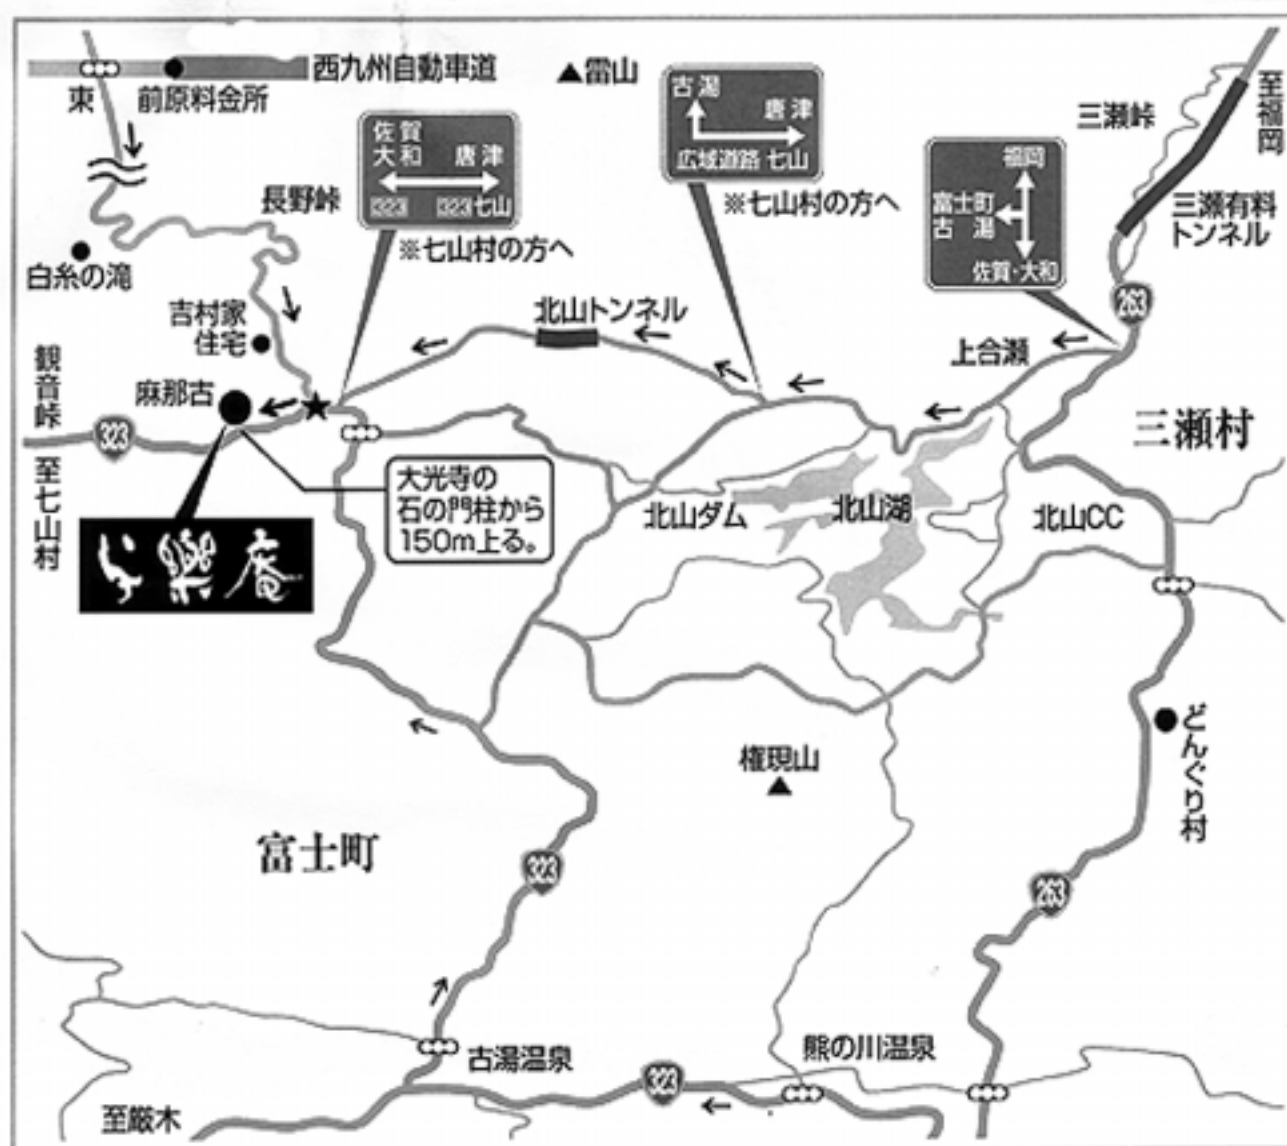 西九州自動車道
東
前原料金所
雷山
佐賀
大和
唐津
323
323七山
※七山村の方へ
古湯
唐津
広域道路 七山
※七山村の方へ
福岡
富士町
古湯
佐賀・大和
三瀬峠
至福岡
三瀬有料
トンネル
263
長野峠
白糸の滝
吉村家
住宅
北山トンネル
上合瀬
観音峠
麻那古
323
至七山村
三瀬村
大光寺の
石の門柱から
150m上る。
北山ダム
北山湖
北山CC
樂庵
権現山
どんぐり村
富士町
323
263
古湯温泉
熊の川温泉
323
至厳木